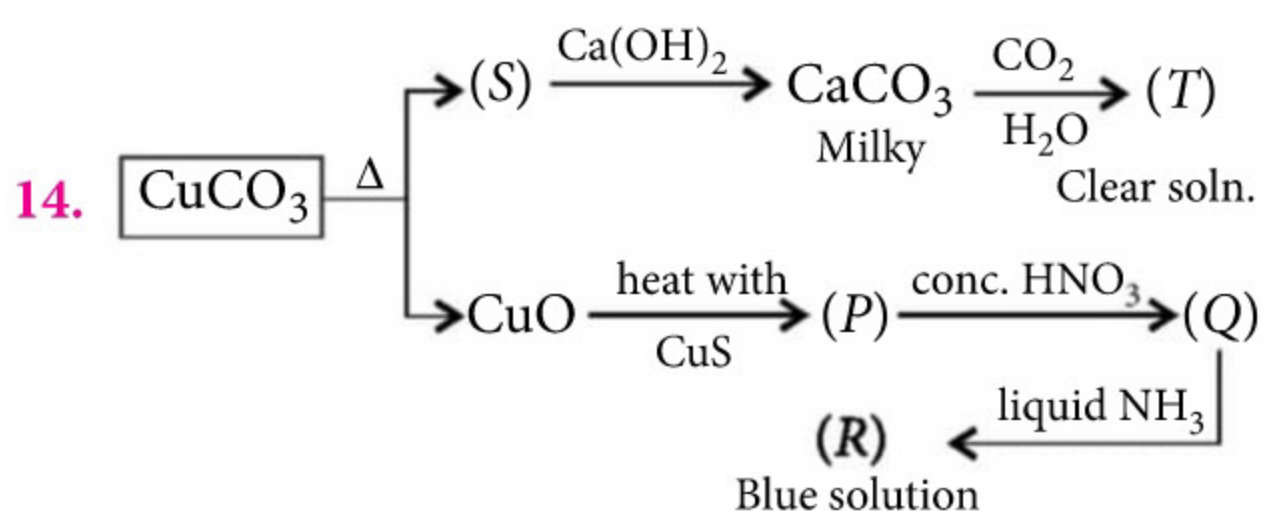 14. CuCO₃ Δ (S) Ca(OH)₂ CaCO₃ CO₂ H₂O (T)
Milky
Clear soln.
CuO heat with CuS (P) conc. HNO₃ (Q)
liquid NH₃
(R)
Blue solution